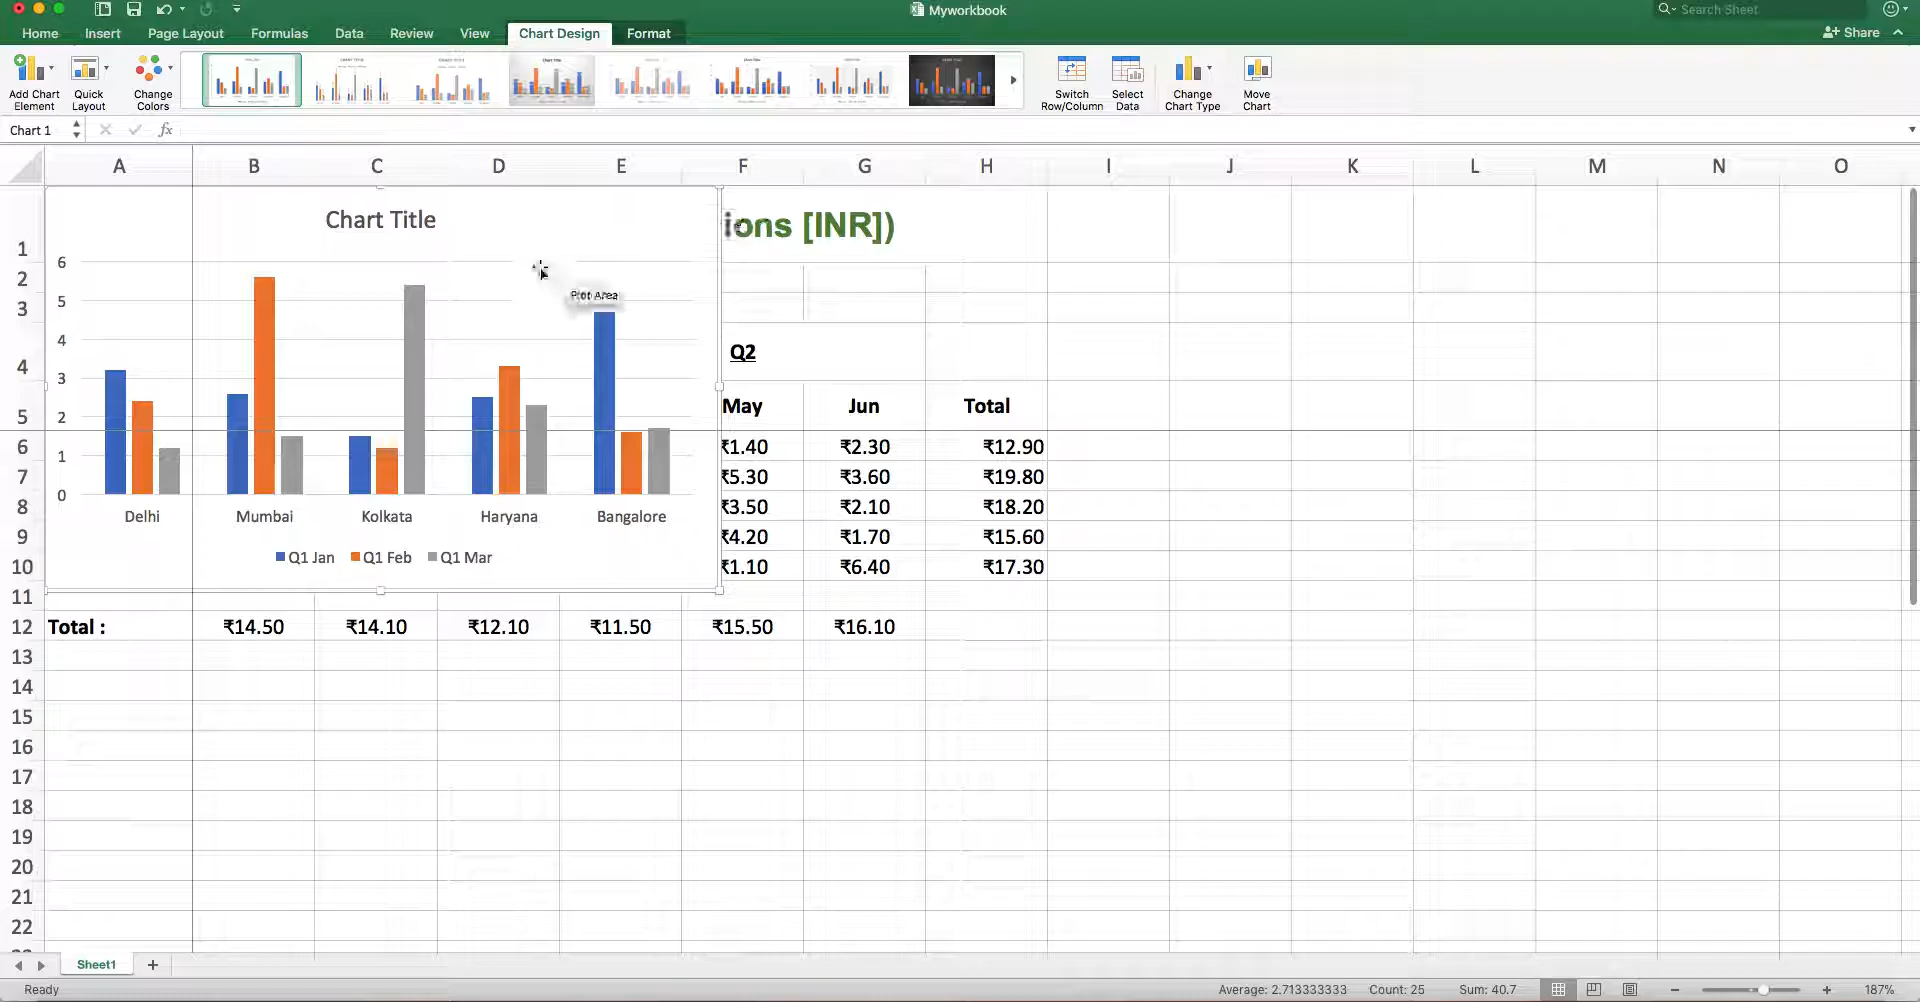 Myworkbook
Search Sheet
Home Insert Page Layout Formulas Data Review View Chart Design Format
Share
Add Chart Element
Quick Layout
Change Colors
Switch Row/Column
Select Data
Change Chart Type
Move Chart
Chart 1 fx
A B C D E F G H I J K L M N O
1
2
3
4
5
6
7
8
9
10
11
12
13
14
15
16
17
18
19
20
21
22
Chart Title
6
5
4
3
2
1
0
Plot Area
Delhi Mumbai Kolkata Haryana Bangalore
Q1 Jan Q1 Feb Q1 Mar
ions [INR])
Q2
May Jun Total
₹1.40 ₹2.30 ₹12.90
₹5.30 ₹3.60 ₹19.80
₹3.50 ₹2.10 ₹18.20
₹4.20 ₹1.70 ₹15.60
₹1.10 ₹6.40 ₹17.30
Total : ₹14.50 ₹14.10 ₹12.10 ₹11.50 ₹15.50 ₹16.10
Sheet1
Ready
Average: 2.713333333 Count: 25 Sum: 40.7
187%